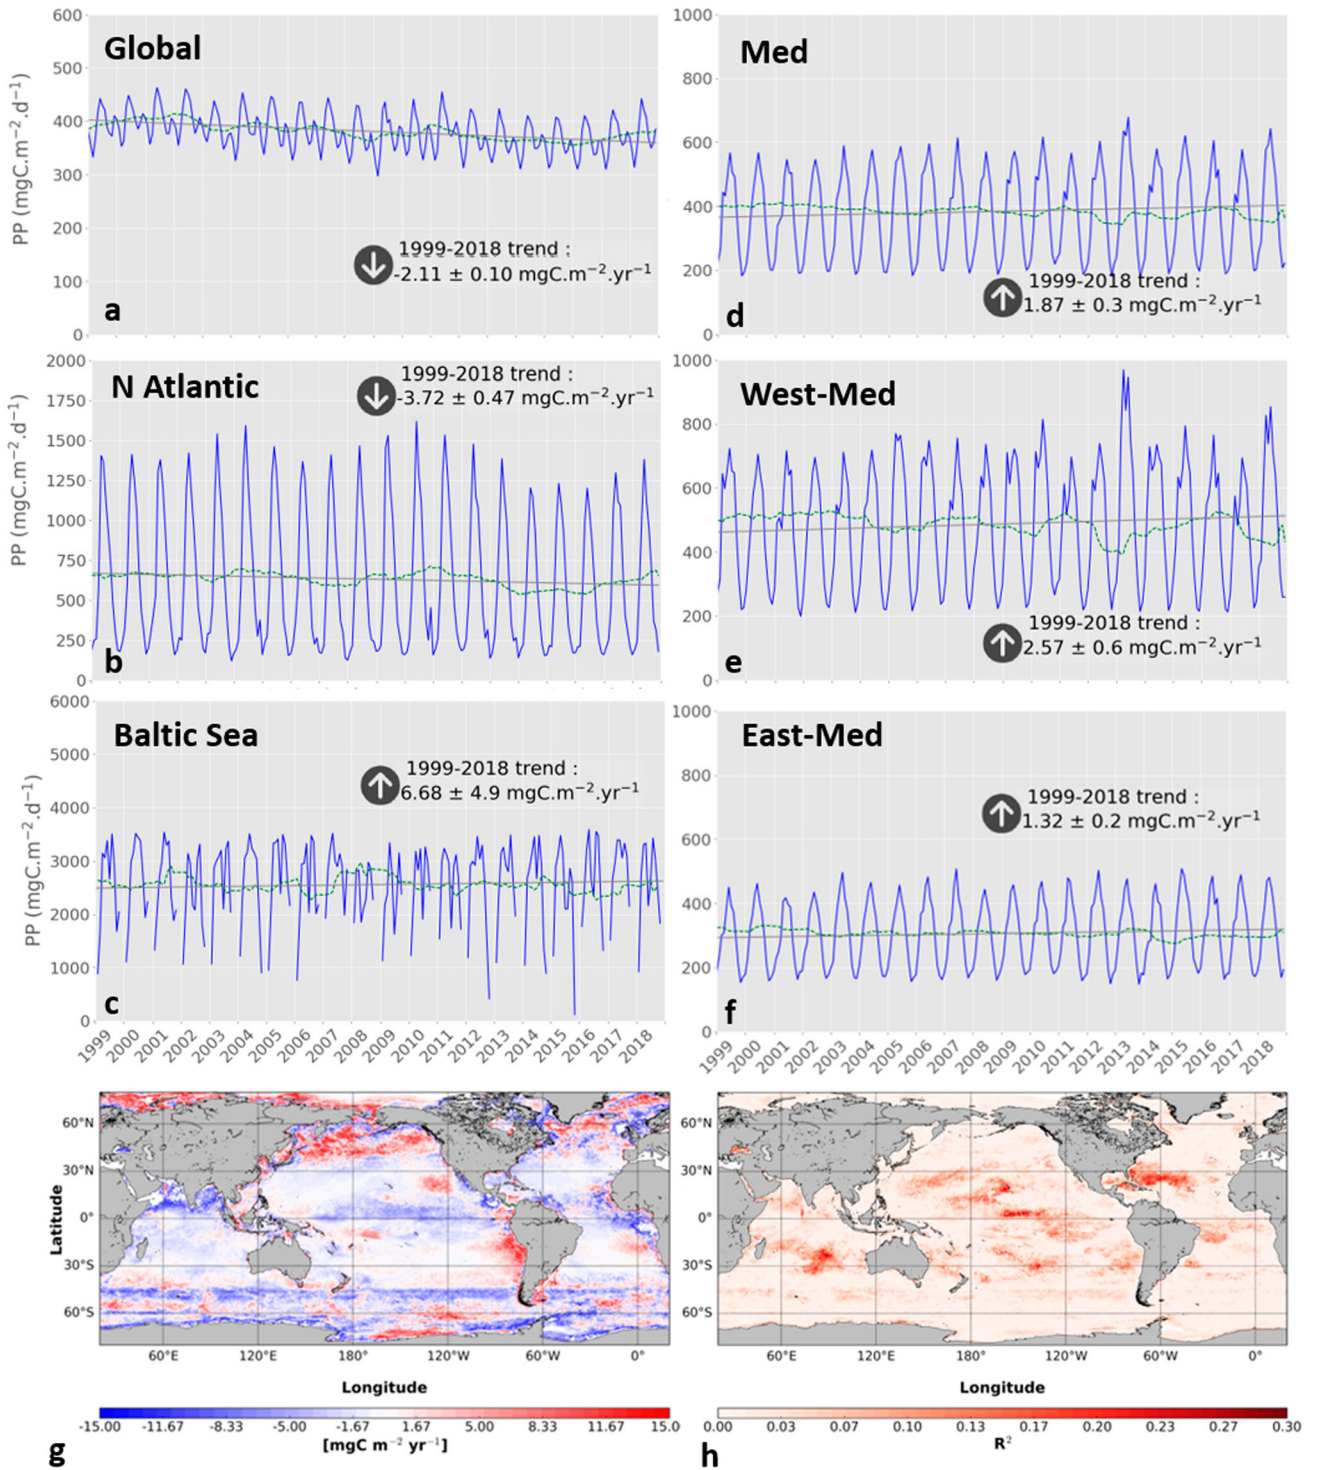 Global
600
500
400
300
200
100
0
PP (mgC.m−2.d−1)
1999-2018 trend :
-2.11 ± 0.10 mgC.m−2.yr−1
a
Med
1000
800
600
400
200
0
1999-2018 trend :
1.87 ± 0.3 mgC.m−2.yr−1
d
N Atlantic
2000
1750
1500
1250
1000
750
500
250
0
PP (mgC.m−2.d−1)
1999-2018 trend :
-3.72 ± 0.47 mgC.m−2.yr−1
b
West-Med
1000
800
600
400
200
0
1999-2018 trend :
2.57 ± 0.6 mgC.m−2.yr−1
e
Baltic Sea
6000
5000
4000
3000
2000
1000
0
PP (mgC.m−2.d−1)
1999-2018 trend :
6.68 ± 4.9 mgC.m−2.yr−1
c
1999 2000 2001 2002 2003 2004 2005 2006 2007 2008 2009 2010 2011 2012 2013 2014 2015 2016 2017 2018
East-Med
1000
800
600
400
200
0
1999-2018 trend :
1.32 ± 0.2 mgC.m−2.yr−1
f
1999 2000 2001 2002 2003 2004 2005 2006 2007 2008 2009 2010 2011 2012 2013 2014 2015 2016 2017 2018
60°N
30°N
0°
30°S
60°S
Latitude
60°E 120°E 180° 120°W 60°W 0°
Longitude
-15.00 -11.67 -8.33 -5.00 -1.67 1.67 5.00 8.33 11.67 15.0
[mgC m−2 yr−1]
g
60°N
30°N
0°
30°S
60°S
60°E 120°E 180° 120°W 60°W 0°
Longitude
0.00 0.03 0.07 0.10 0.13 0.17 0.20 0.23 0.27 0.30
R2
h